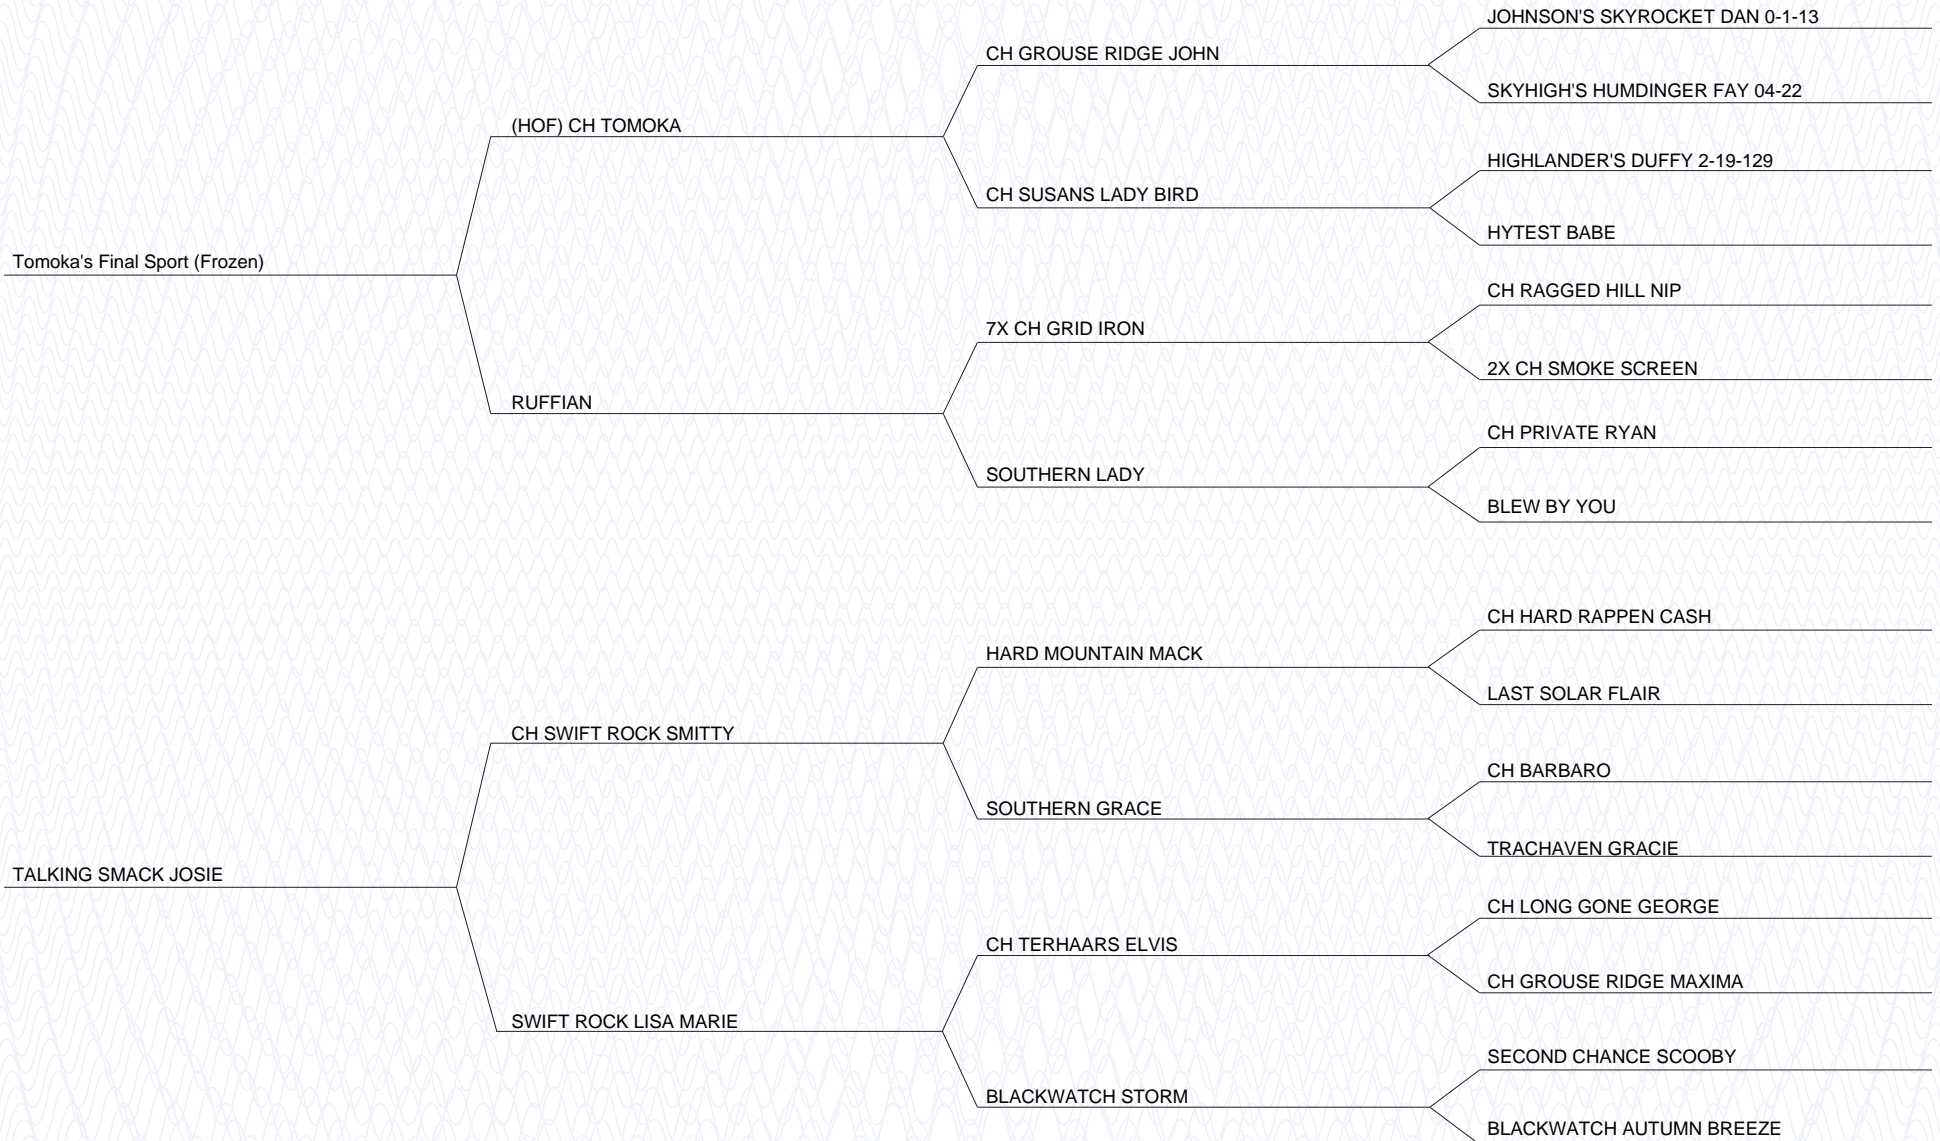 JOHNSON'S SKYROCKET DAN 0-1-13
CH GROUSE RIDGE JOHN
SKYHIGH'S HUMDINGER FAY 04-22
(HOF) CH TOMOKA
HIGHLANDER'S DUFFY 2-19-129
CH SUSANS LADY BIRD
HYTEST BABE
Tomoka's Final Sport (Frozen)
CH RAGGED HILL NIP
7X CH GRID IRON
2X CH SMOKE SCREEN
RUFFIAN
CH PRIVATE RYAN
SOUTHERN LADY
BLEW BY YOU
CH HARD RAPPEN CASH
HARD MOUNTAIN MACK
LAST SOLAR FLAIR
CH SWIFT ROCK SMITTY
CH BARBARO
SOUTHERN GRACE
TRACHAVEN GRACIE
TALKING SMACK JOSIE
CH LONG GONE GEORGE
CH TERHAARS ELVIS
CH GROUSE RIDGE MAXIMA
SWIFT ROCK LISA MARIE
SECOND CHANCE SCOOBY
BLACKWATCH STORM
BLACKWATCH AUTUMN BREEZE